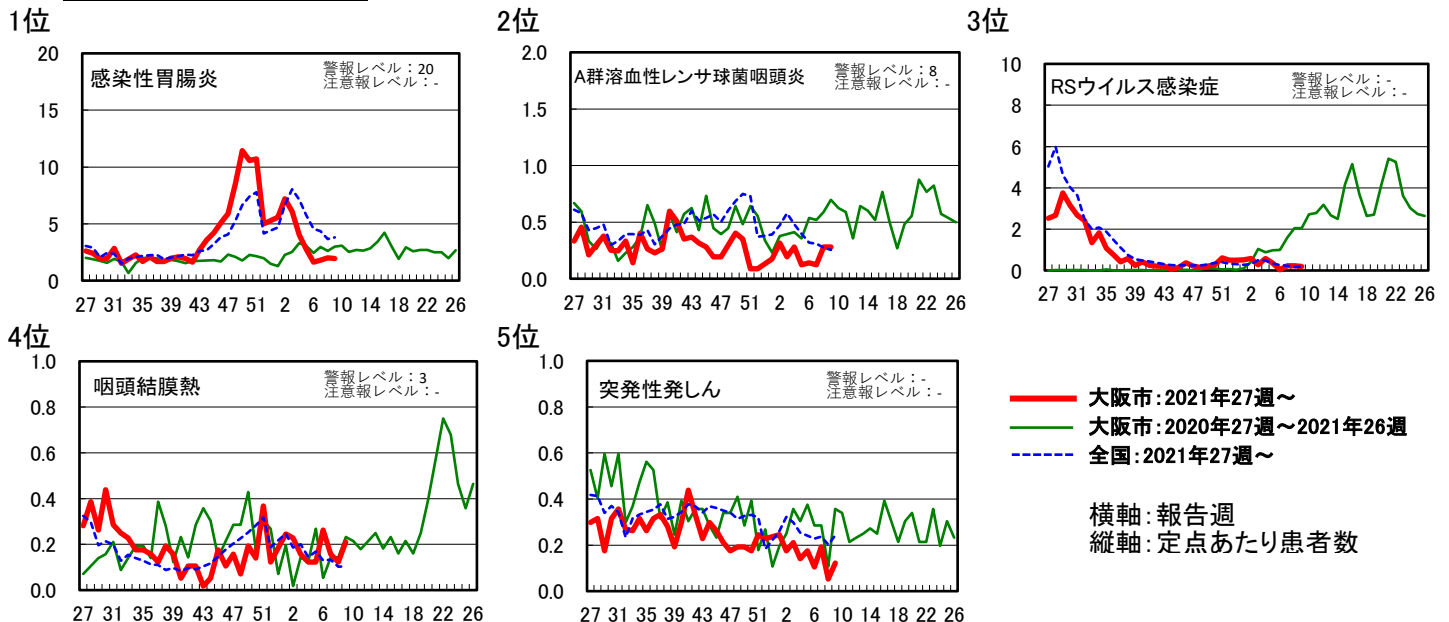 1位
感染性胃腸炎
警報レベル：20
注意報レベル：-
20
15
10
5
0
27 31 35 39 43 47 51 2 6 10 14 18 22 26
2位
A群溶血性レンサ球菌咽頭炎
警報レベル：8
注意報レベル：-
2.0
1.5
1.0
0.5
0.0
27 31 35 39 43 47 51 2 6 10 14 18 22 26
3位
RSウイルス感染症
警報レベル：-
注意報レベル：-
10
8
6
4
2
0
27 31 35 39 43 47 51 2 6 10 14 18 22 26
4位
咽頭結膜熱
警報レベル：3
注意報レベル：-
1.0
0.8
0.6
0.4
0.2
0.0
27 31 35 39 43 47 51 2 6 10 14 18 22 26
5位
突発性発しん
警報レベル：-
注意報レベル：-
1.0
0.8
0.6
0.4
0.2
0.0
27 31 35 39 43 47 51 2 6 10 14 18 22 26
大阪市：2021年27週～
大阪市：2020年27週～2021年26週
全国：2021年27週～
横軸：報告週
縦軸：定点あたり患者数